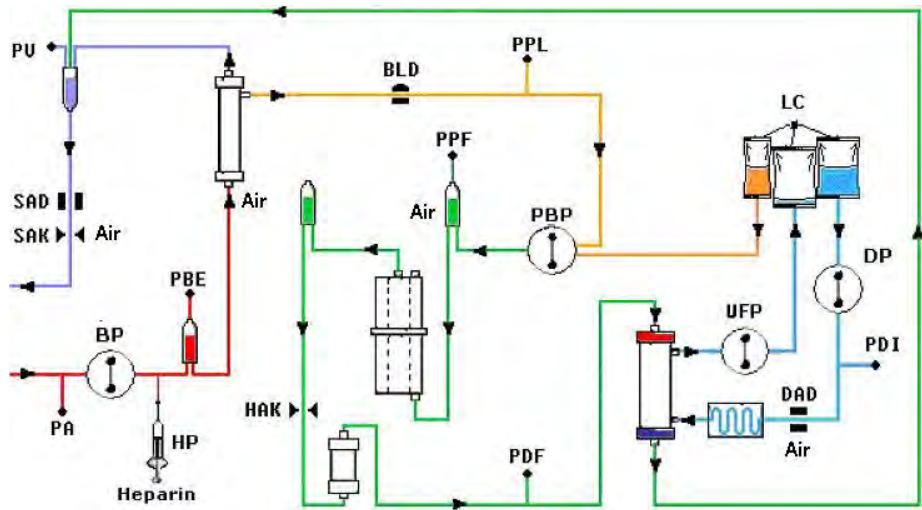 PV
BLD
PPL
LC
PPF
SAD
Air
Air
PBP
SAK
Air
DP
PBE
UFP
BP
PDI
HAK
DAD
PA
HP
PDF
Air
Heparin